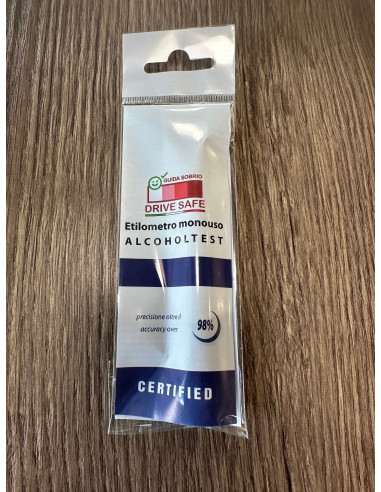 GUIDA SOBRIO
DRIVE SAFE
Etilometro monouso
ALCOHOLTEST
precisione oltre il
accuracy over
98%
CERTIFIED